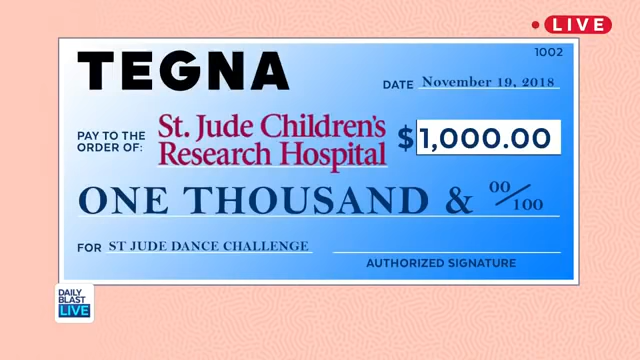 LIVE
1002
TEGNA
DATE November 19, 2018
PAY TO THE
ORDER OF:
St. Jude Children's
Research Hospital
$1,000.00
ONE THOUSAND & 00/100
FOR ST JUDE DANCE CHALLENGE
AUTHORIZED SIGNATURE
DAILY
BLAST
LIVE